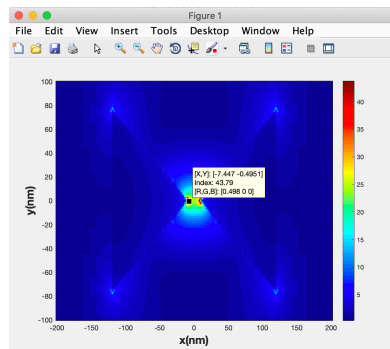 Figure 1
File Edit View Insert Tools Desktop Window Help
100
80
60
40
20
0
-20
-40
-60
-80
-100
y(nm)
[X,Y]: [-7.447 -0.4951]
Index: 43.79
[R,G,B]: [0.498 0 0]
-200 -150 -100 -50 0 50 100 150 200
x(nm)
40
35
30
25
20
15
10
5